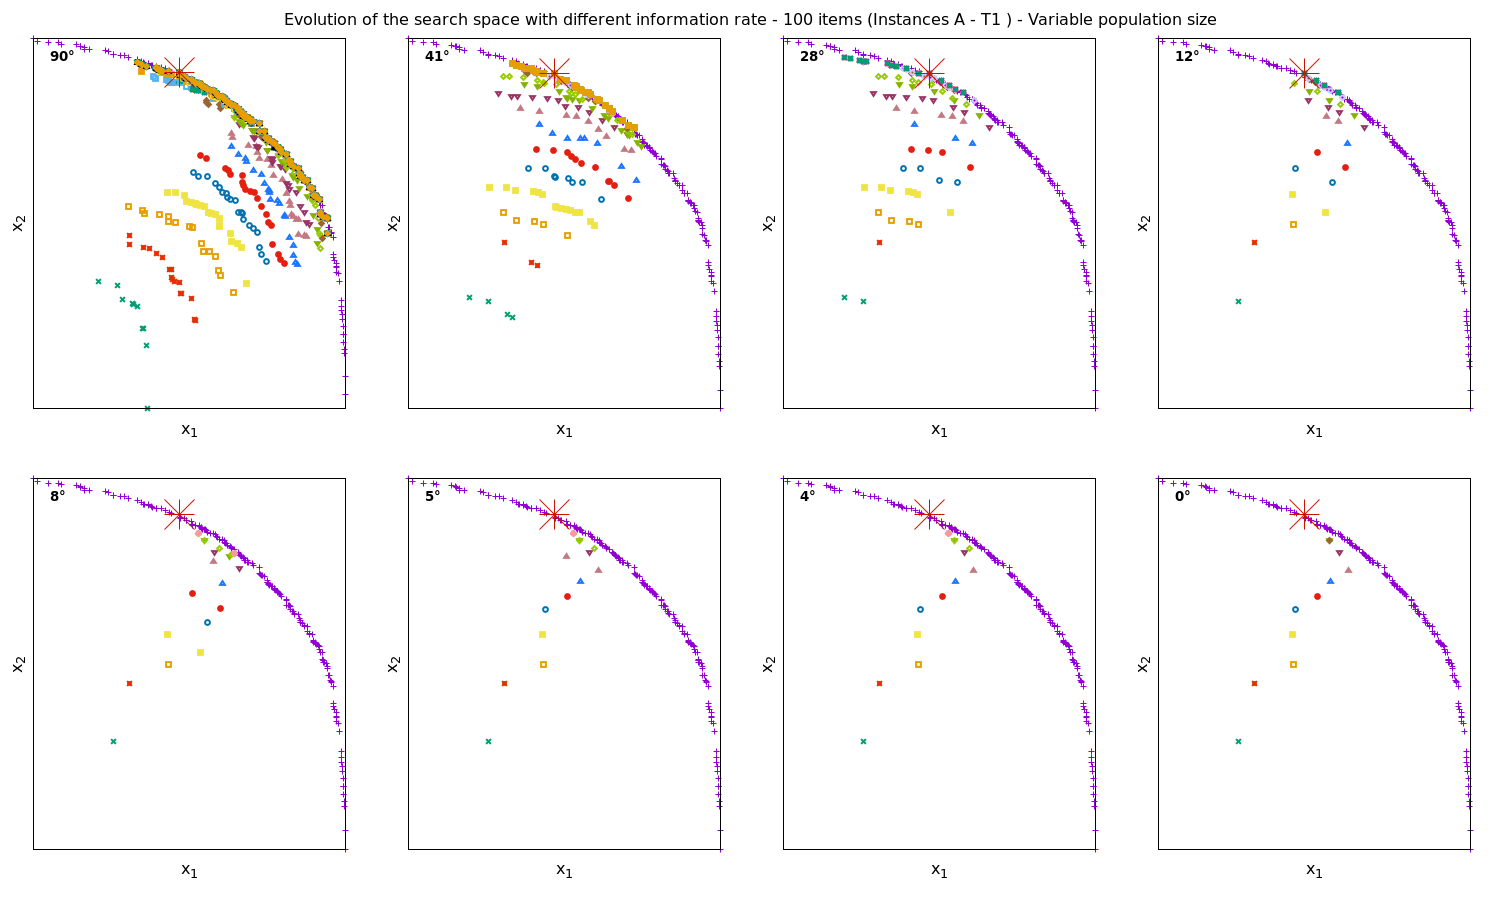 Evolution of the search space with different information rate - 100 items (Instances A - T1 ) - Variable population size
90°
41°
28°
12°
x2
x2
x2
x2
x1
x1
x1
x1
8°
5°
4°
0°
x2
x2
x2
x2
x1
x1
x1
x1